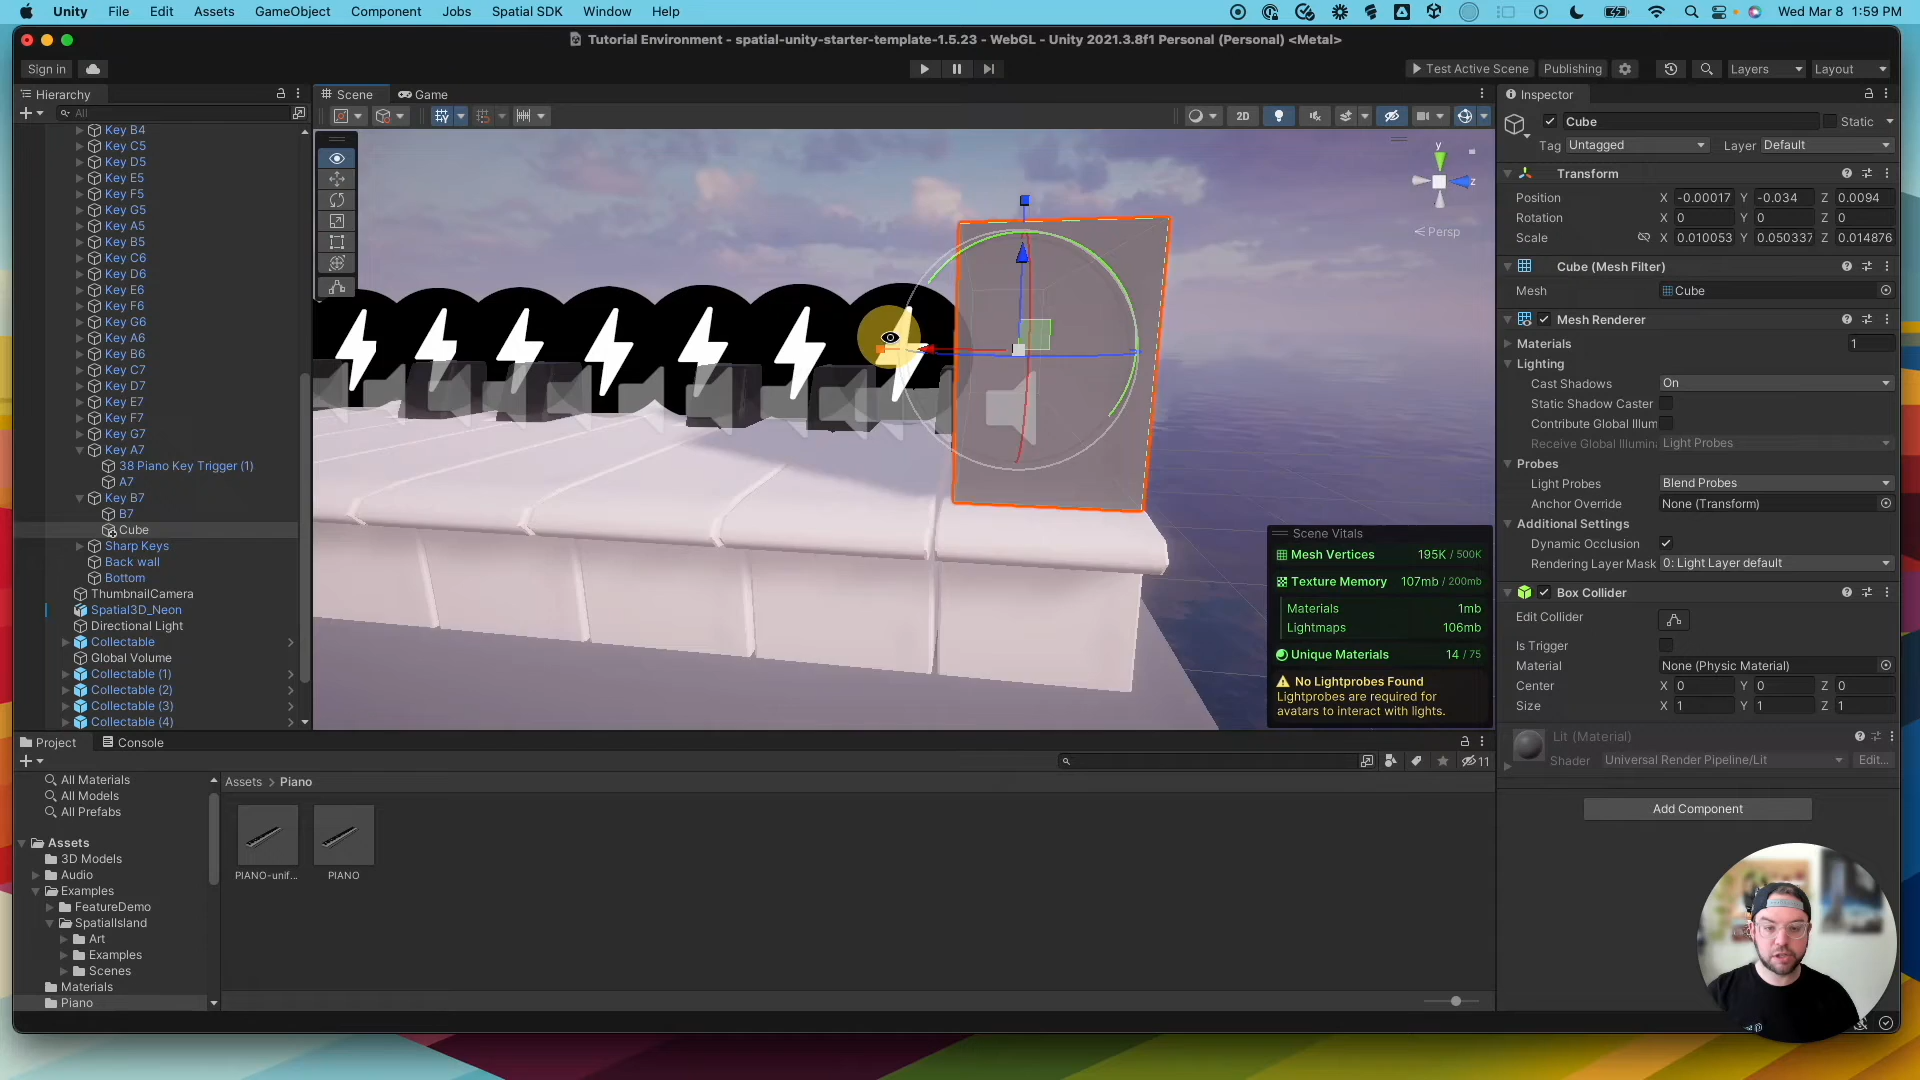 Unity File Edit Assets GameObject Component Jobs Spatial SDK Window Help Wed Mar 8 1:59 PM
Tutorial Environment - spatial-unity-starter-template-1.5.23 - WebGL - Unity 2021.3.8f1 Personal (Personal) <Metal>
Sign in Test Active Scene Publishing Layers Layout
Hierarchy
All
Key B4
Key C5
Key D5
Key E5
Key F5
Key G5
Key A5
Key B5
Key C6
Key D6
Key E6
Key F6
Key G6
Key A6
Key B6
Key C7
Key D7
Key E7
Key F7
Key G7
Key A7
38 Piano Key Trigger (1)
A7
Key B7
B7
Cube
Sharp Keys
Back wall
Bottom
ThumbnailCamera
Spatial3D_Neon
Directional Light
Collectable
Global Volume
Collectable (1)
Collectable (2)
Collectable (3)
Collectable (4)
Scene Game
2D
y
z
Persp
Scene Vitals
Mesh Vertices 195K / 500K
Texture Memory 107mb / 200mb
Materials 1mb
Lightmaps 106mb
Unique Materials 14 / 75
No Lightprobes Found
Lightprobes are required for
avatars to interact with lights.
Inspector
Cube Static
Tag Untagged Layer Default
Transform
Position X -0.00017 Y -0.034 Z 0.0094
Rotation X 0 Y 0 Z 0
Scale X 0.010053 Y 0.050337 Z 0.014876
Cube (Mesh Filter)
Mesh Cube
Mesh Renderer
Materials 1
Lighting
Cast Shadows On
Static Shadow Caster
Contribute Global Illum
Receive Global Illumina Light Probes
Probes
Light Probes Blend Probes
Anchor Override None (Transform)
Additional Settings
Dynamic Occlusion
Rendering Layer Mask 0: Light Layer default
Box Collider
Edit Collider
Is Trigger
Material None (Physic Material)
Center X 0 Y 0 Z 0
Size X 1 Y 1 Z 1
Lit (Material)
Shader Universal Render Pipeline/Lit Edit...
Add Component
Project Console
11
All Materials
All Models
All Prefabs
Assets
3D Models
Audio
Examples
FeatureDemo
SpatialIsland
Art
Examples
Scenes
Materials
Piano
Assets > Piano
PIANO-unif... PIANO